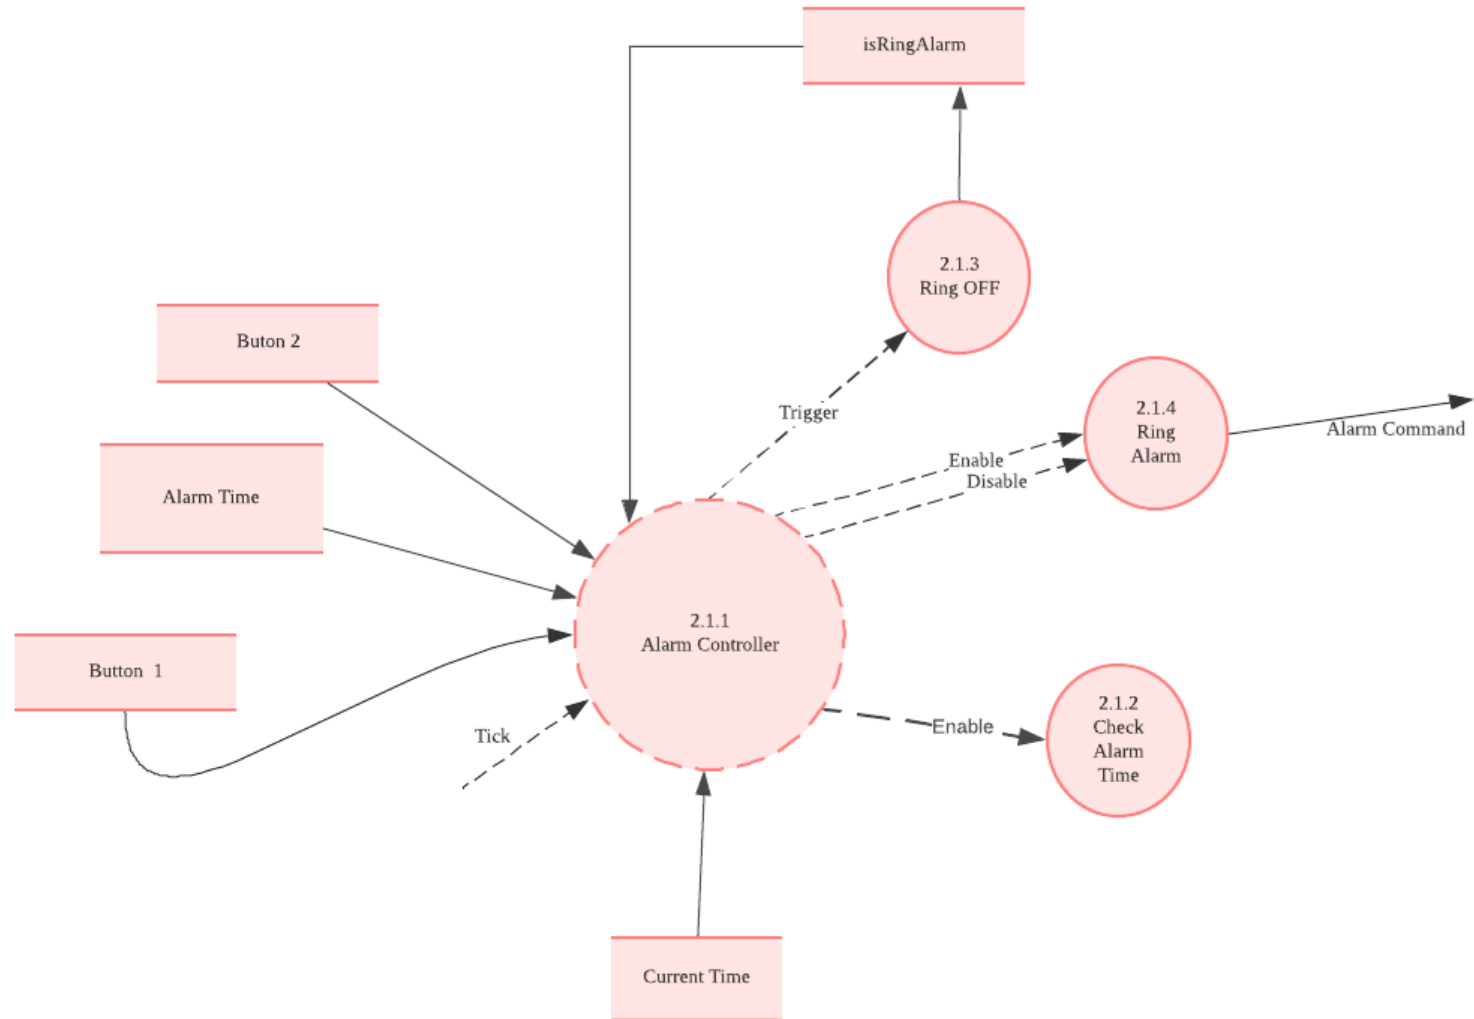 isRingAlarm
2.1.3
Ring OFF
Buton 2
Trigger
2.1.4
Ring
Alarm
Alarm Command
Enable
Disable
Alarm Time
2.1.1
Alarm Controller
Button  1
Tick
Enable
2.1.2
Check
Alarm
Time
Current Time